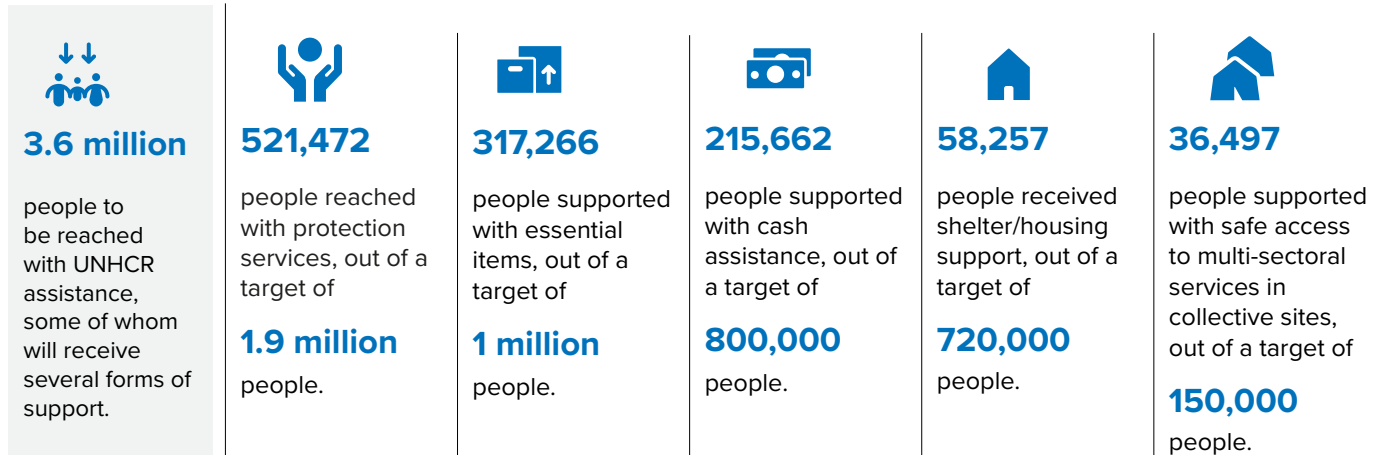 3.6 million
people to
be reached
with UNHCR
assistance,
some of whom
will receive
several forms of
support.
521,472
people reached
with protection
services, out of a
target of
1.9 million
people.
317,266
people supported
with essential
items, out of a
target of
1 million
people.
215,662
people supported
with cash
assistance, out of
a target of
800,000
people.
58,257
people received
shelter/housing
support, out of a
target of
720,000
people.
36,497
people supported
with safe access
to multi-sectoral
services in
collective sites,
out of a target of
150,000
people.